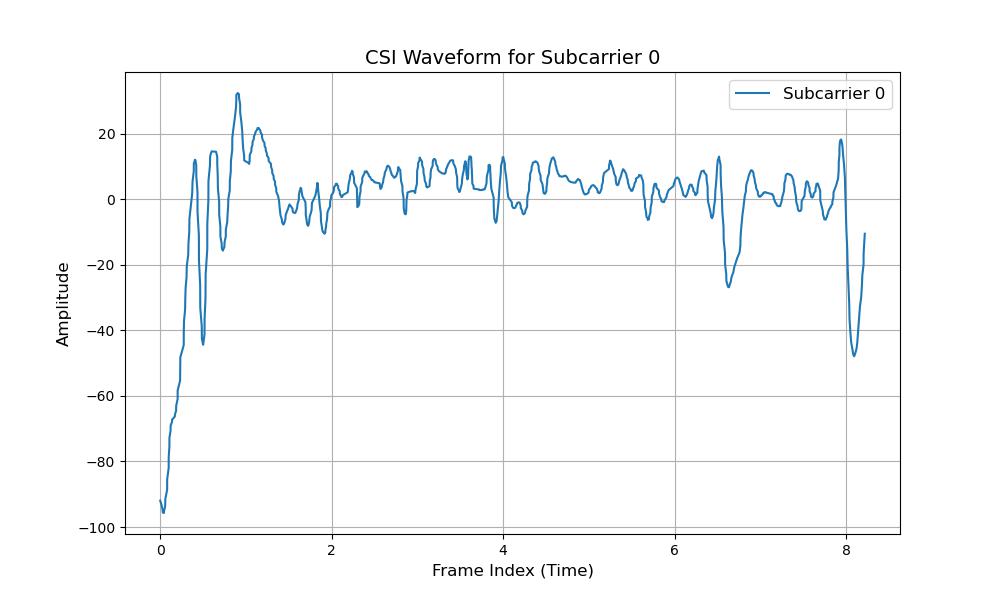 CSI Waveform for Subcarrier 0
Subcarrier 0
Amplitude
20
0
−20
−40
−60
−80
−100
0 2 4 6 8
Frame Index (Time)